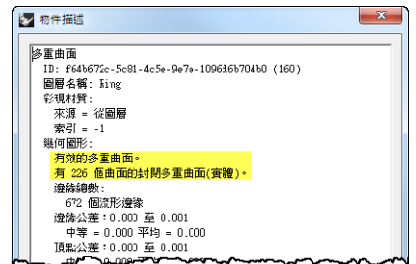 物件描述
多重曲面
ID: f64b672c-5c81-4c5e-9e7e-109616b704b0 (160)
圖層名稱: Ring
彩現材質:
來源 = 從圖層
索引 = -1
幾何圖形:
有效的多重曲面。
有 226 個曲面的封閉多重曲面(實體)。
邊緣總數:
672 個流形邊緣
邊緣公差: 0.000 至 0.001
中等 = 0.000 平均 = 0.000
頂點公差: 0.000 至 0.001